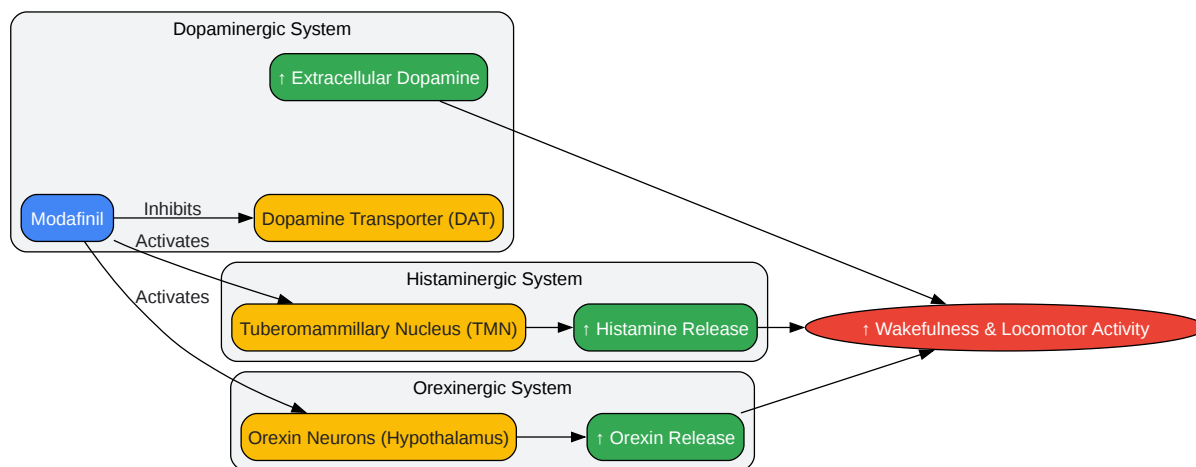 Dopaminergic System
↑ Extracellular Dopamine
Modafinil
Inhibits
Dopamine Transporter (DAT)
Activates
Histaminergic System
Activates
Tuberomammillary Nucleus (TMN)
↑ Histamine Release
↑ Wakefulness & Locomotor Activity
Orexinergic System
Orexin Neurons (Hypothalamus)
↑ Orexin Release